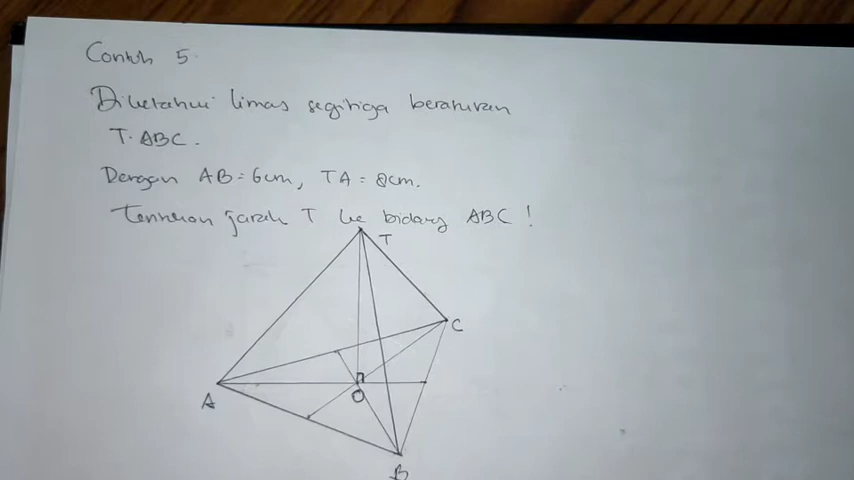 Contoh 5.
Diketahui limas segitiga beraturan
T.ABC.
Dengan AB = 6cm, TA = 8cm.
Tentukan jarak T ke bidang ABC !
T
C
A
O
B